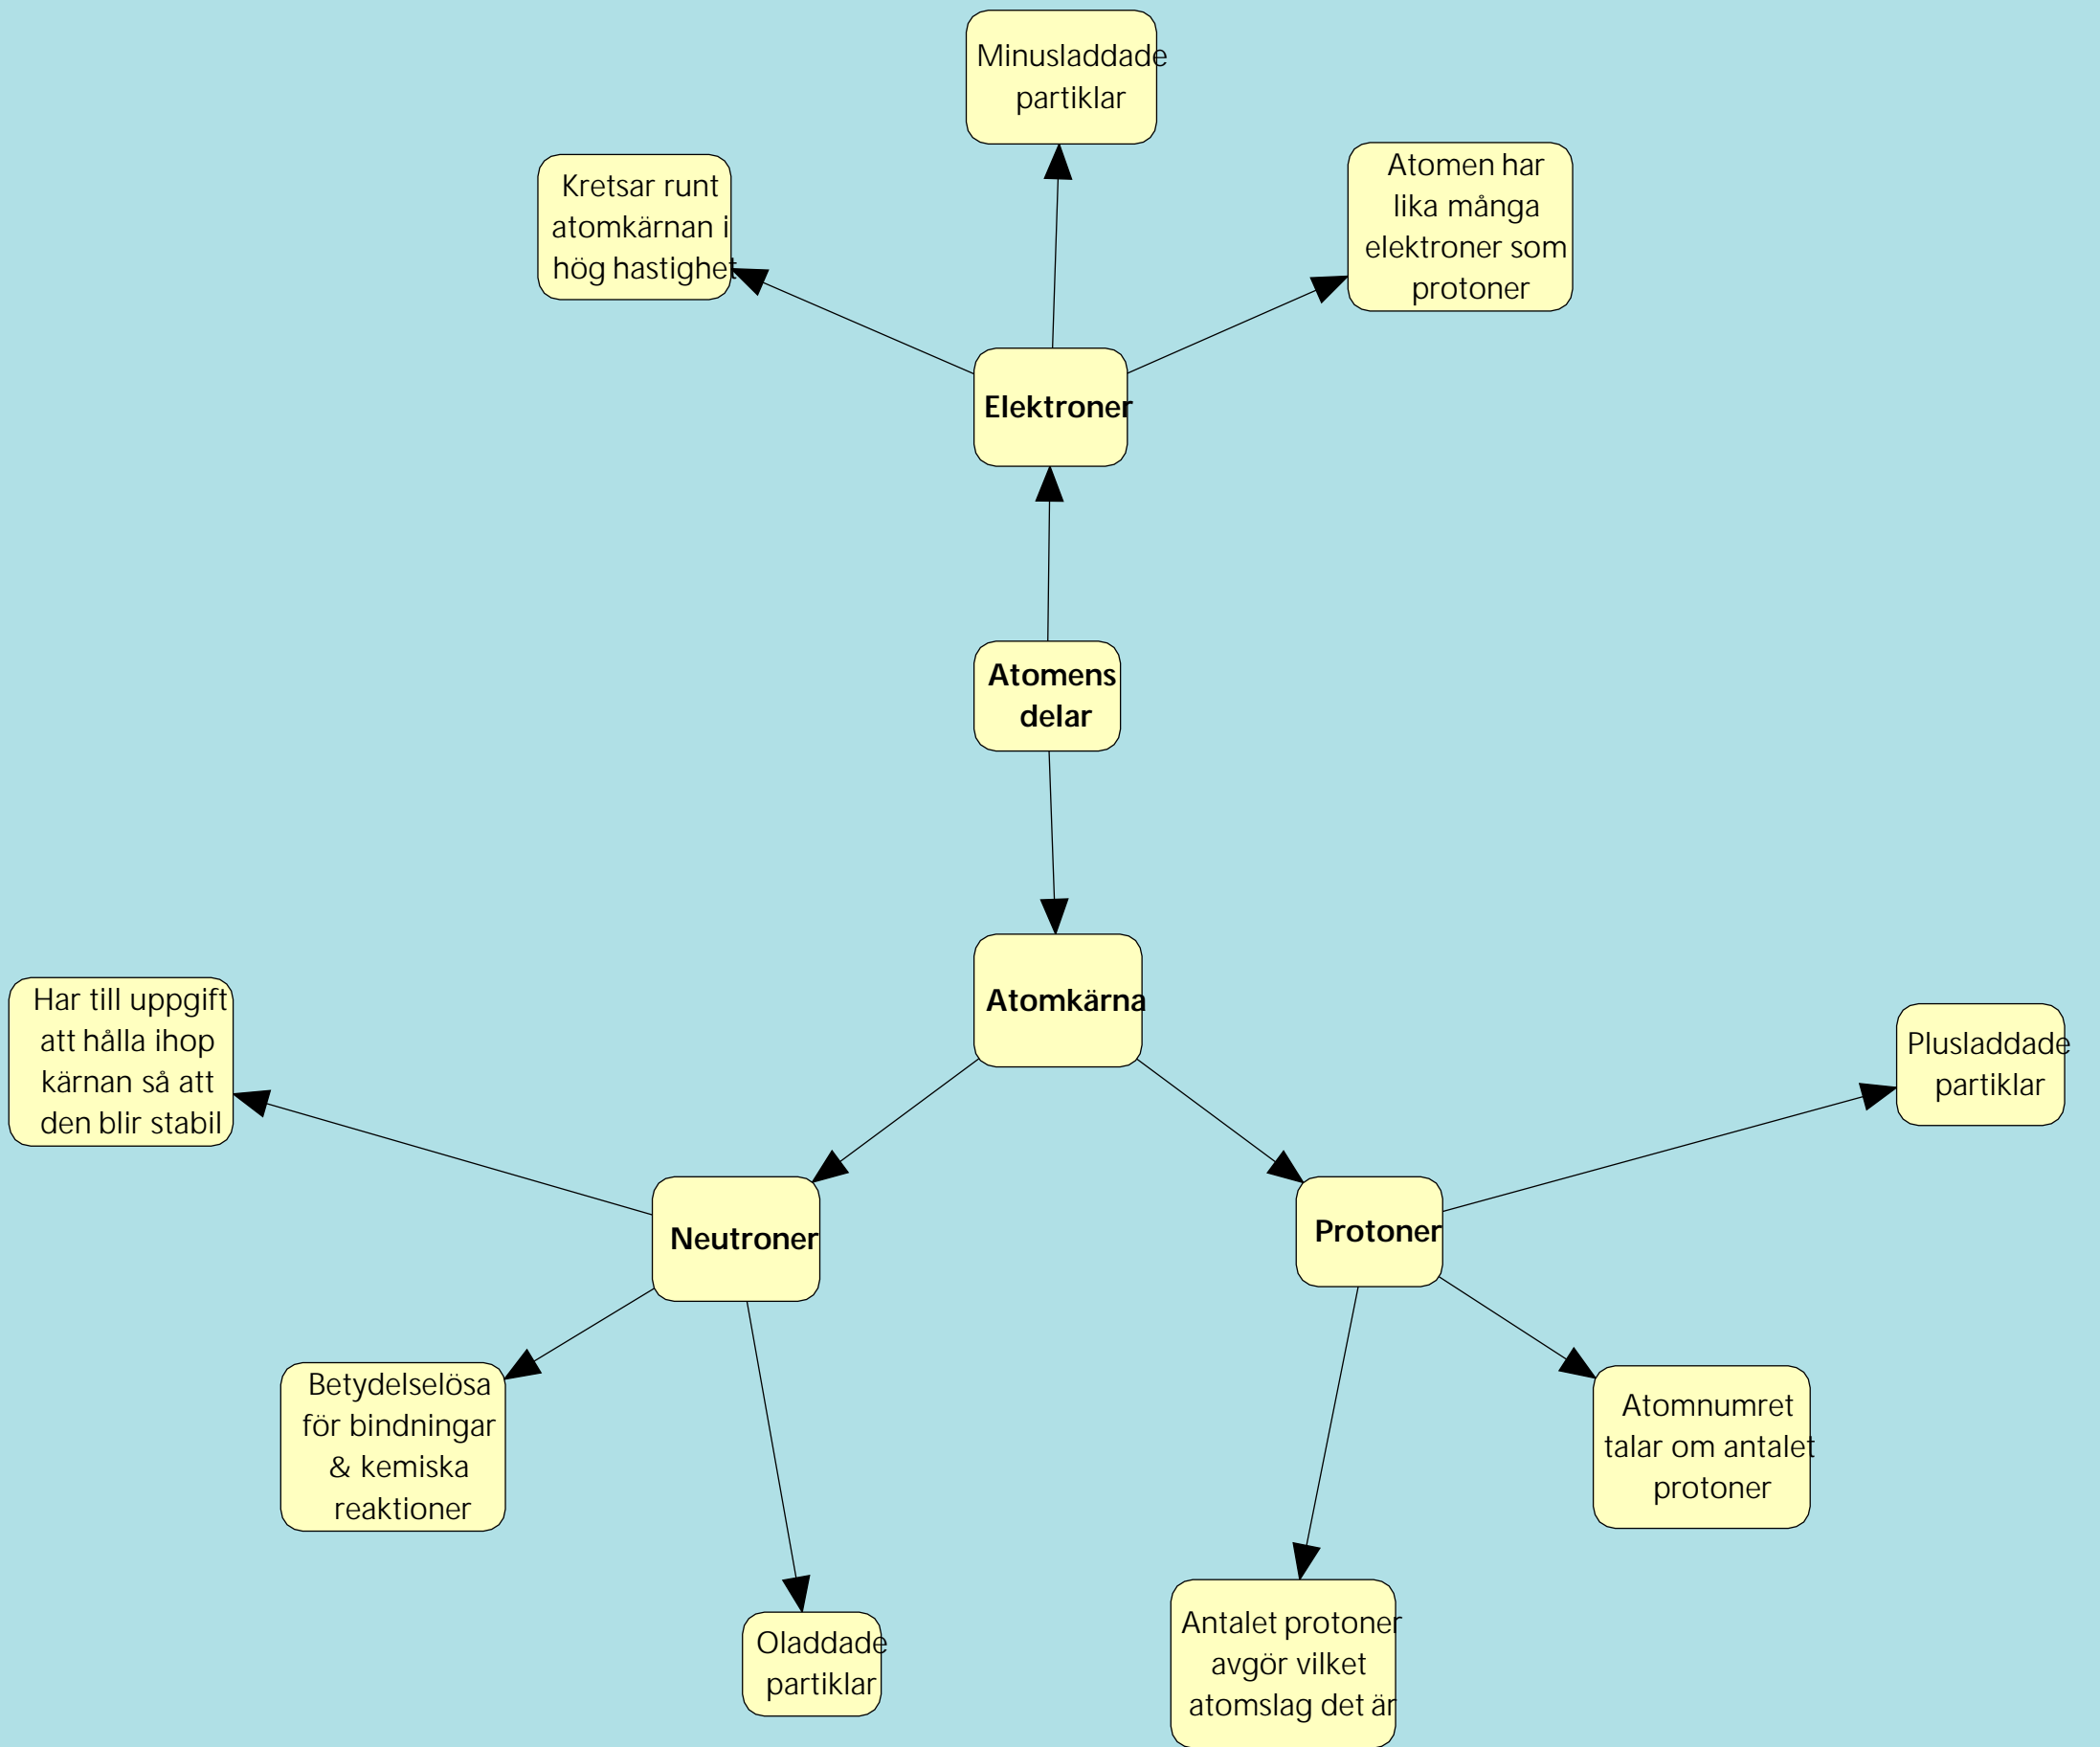 Minusladdade
partiklar
Kretsar runt
atomkärnan i
hög hastighet
Atomen har
lika många
elektroner som
protoner
Elektroner
Atomens
delar
Atomkärna
Har till uppgift
att hålla ihop
kärnan så att
den blir stabil
Plusladdade
partiklar
Neutroner
Protoner
Betydelselösa
för bindningar
& kemiska
reaktioner
Atomnumret
talar om antalet
protoner
Oladdade
partiklar
Antalet protoner
avgör vilket
atomslag det är